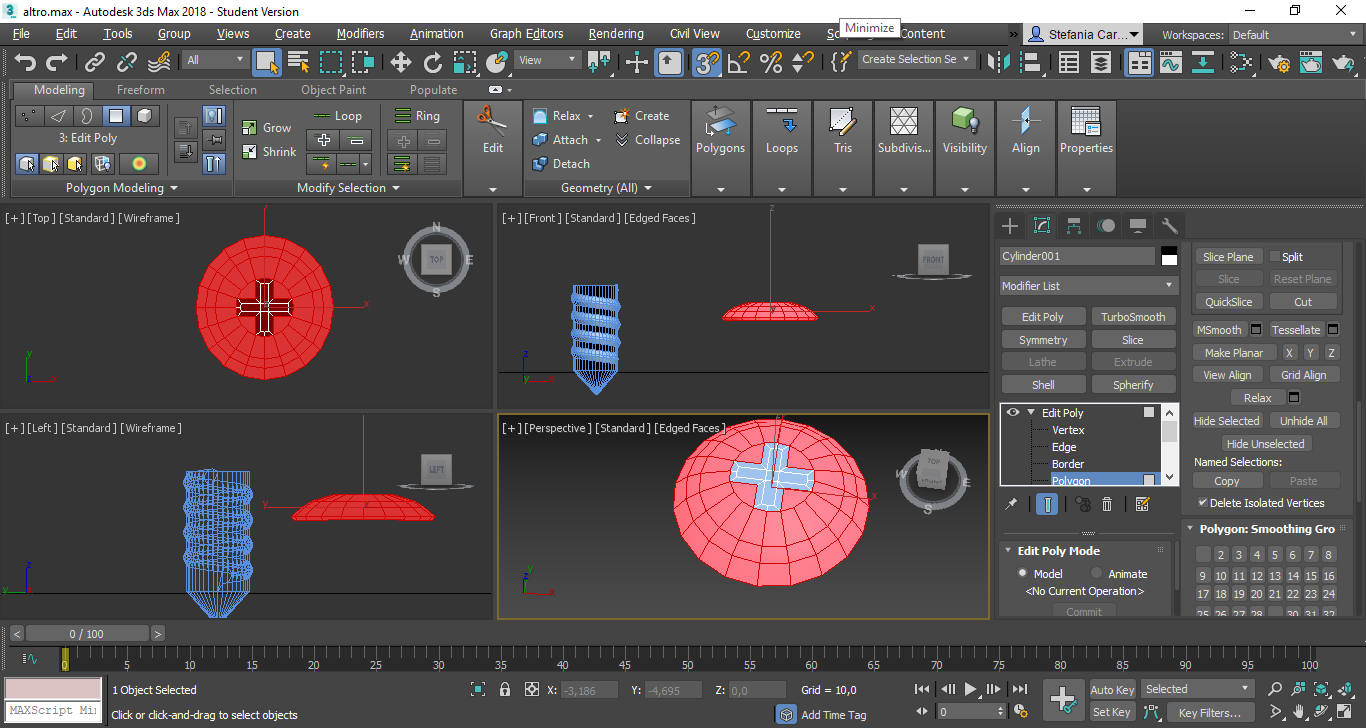 altro.max - Autodesk 3ds Max 2018 - Student Version
File Edit Tools Group Views Create Modifiers Animation Graph Editors Rendering Civil View Customize Content » Stefania Car... Workspaces: Default
Minimize
All View Create Selection Se
Modeling Freeform Selection Object Paint Populate
3: Edit Poly
Grow
Shrink
Loop
Ring
Edit
Relax Create
Attach Collapse
Detach
Polygons Loops Tris Subdivis... Visibility Align Properties
Polygon Modeling Modify Selection Geometry (All)
[+] [Top] [Standard] [Wireframe]
N
W TOP E
S
x
y
z x
[+] [Front] [Standard] [Edged Faces]
FRONT
z
x
z
y x
[+] [Left] [Standard] [Wireframe]
LEFT
y
z
y
[+] [Perspective] [Standard] [Edged Faces]
TOP
FRONT
W E
S
x
Cylinder001
Modifier List
Edit Poly TurboSmooth
Symmetry Slice
Lathe Extrude
Shell Spherify
Edit Poly
Vertex
Edge
Border
Polygon
Edit Poly Mode
Model Animate
<No Current Operation>
Commit
Slice Plane Split
Slice Reset Plane
QuickSlice Cut
MSmooth Tessellate
Make Planar X Y Z
View Align Grid Align
Relax
Hide Selected Unhide All
Hide Unselected
Named Selections:
Copy Paste
Delete Isolated Vertices
Polygon: Smoothing Gro
2 3 4 5 6 7 8
9 10 11 12 13 14 15 16
17 18 19 20 21 22 23 24
25 26 27 28 30 31 32
< 0 / 100 >
0 5 10 15 20 25 30 35 40 45 50 55 60 65 70 75 80 85 90 95 100
1 Object Selected
X: -3,186 Y: -4,695 Z: 0,0 Grid = 10,0
MAXScript Mi
Click or click-and-drag to select objects
Add Time Tag
0
Auto Key Selected
Set Key Key Filters...